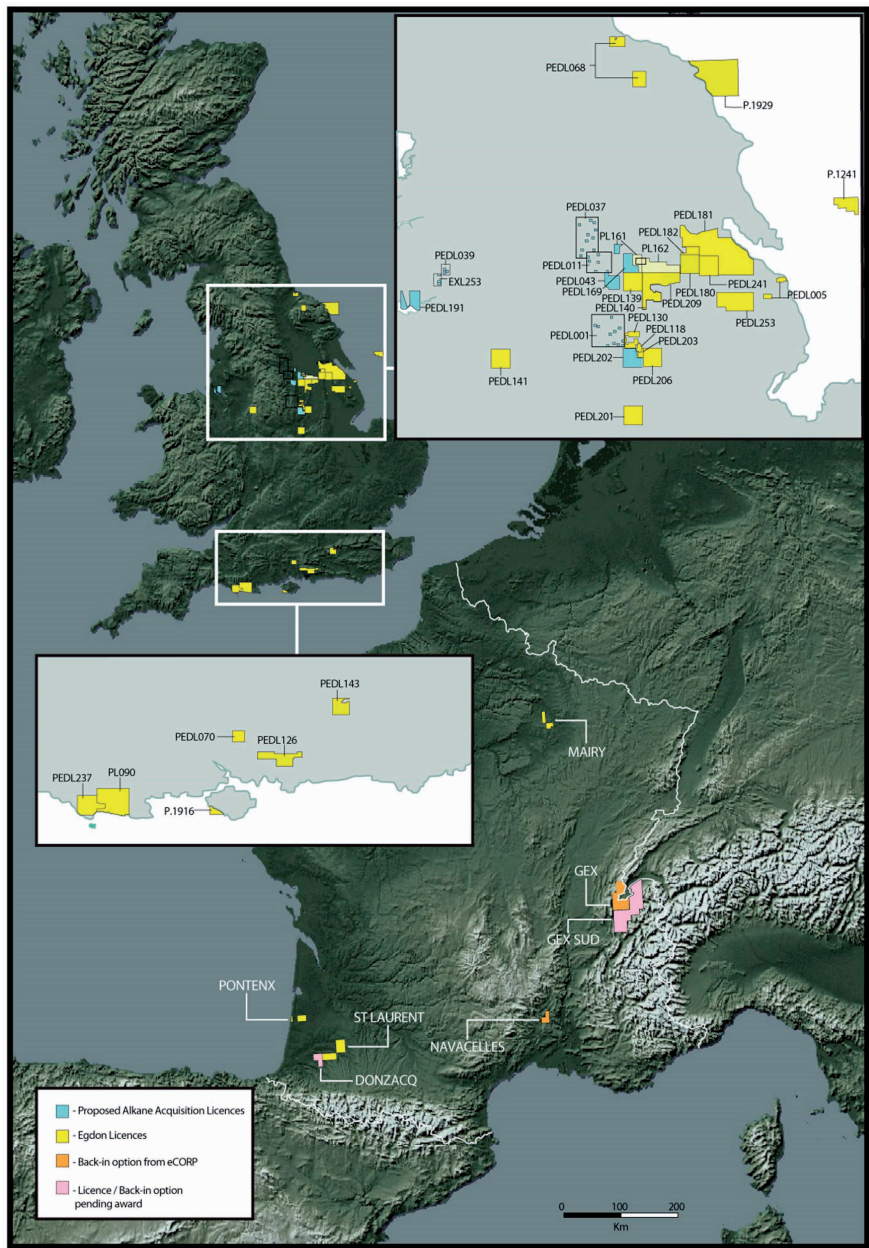 PEDL068
P.1929
P.1241
PEDL037
PEDL181
PEDL182
PL161
PL162
PEDL039
PEDL011
EXL253
PEDL043
PEDL241
PEDL169
PEDL180
PEDL005
PEDL191
PEDL139
PEDL209
PEDL140
PEDL253
PEDL130
PEDL001
PEDL118
PEDL203
PEDL202
PEDL141
PEDL206
PEDL201
PEDL143
PEDL070
PEDL126
PEDL237
PL090
P.1916
MAIRY
GEX
GEX SUD
PONTENX
ST LAURENT
NAVACELLES
DONZACQ
- Proposed Alkane Acquisition Licences
- Egdon Licences
- Back-in option from eCORP
- Licence / Back-in option
pending award
0 100 200
Km